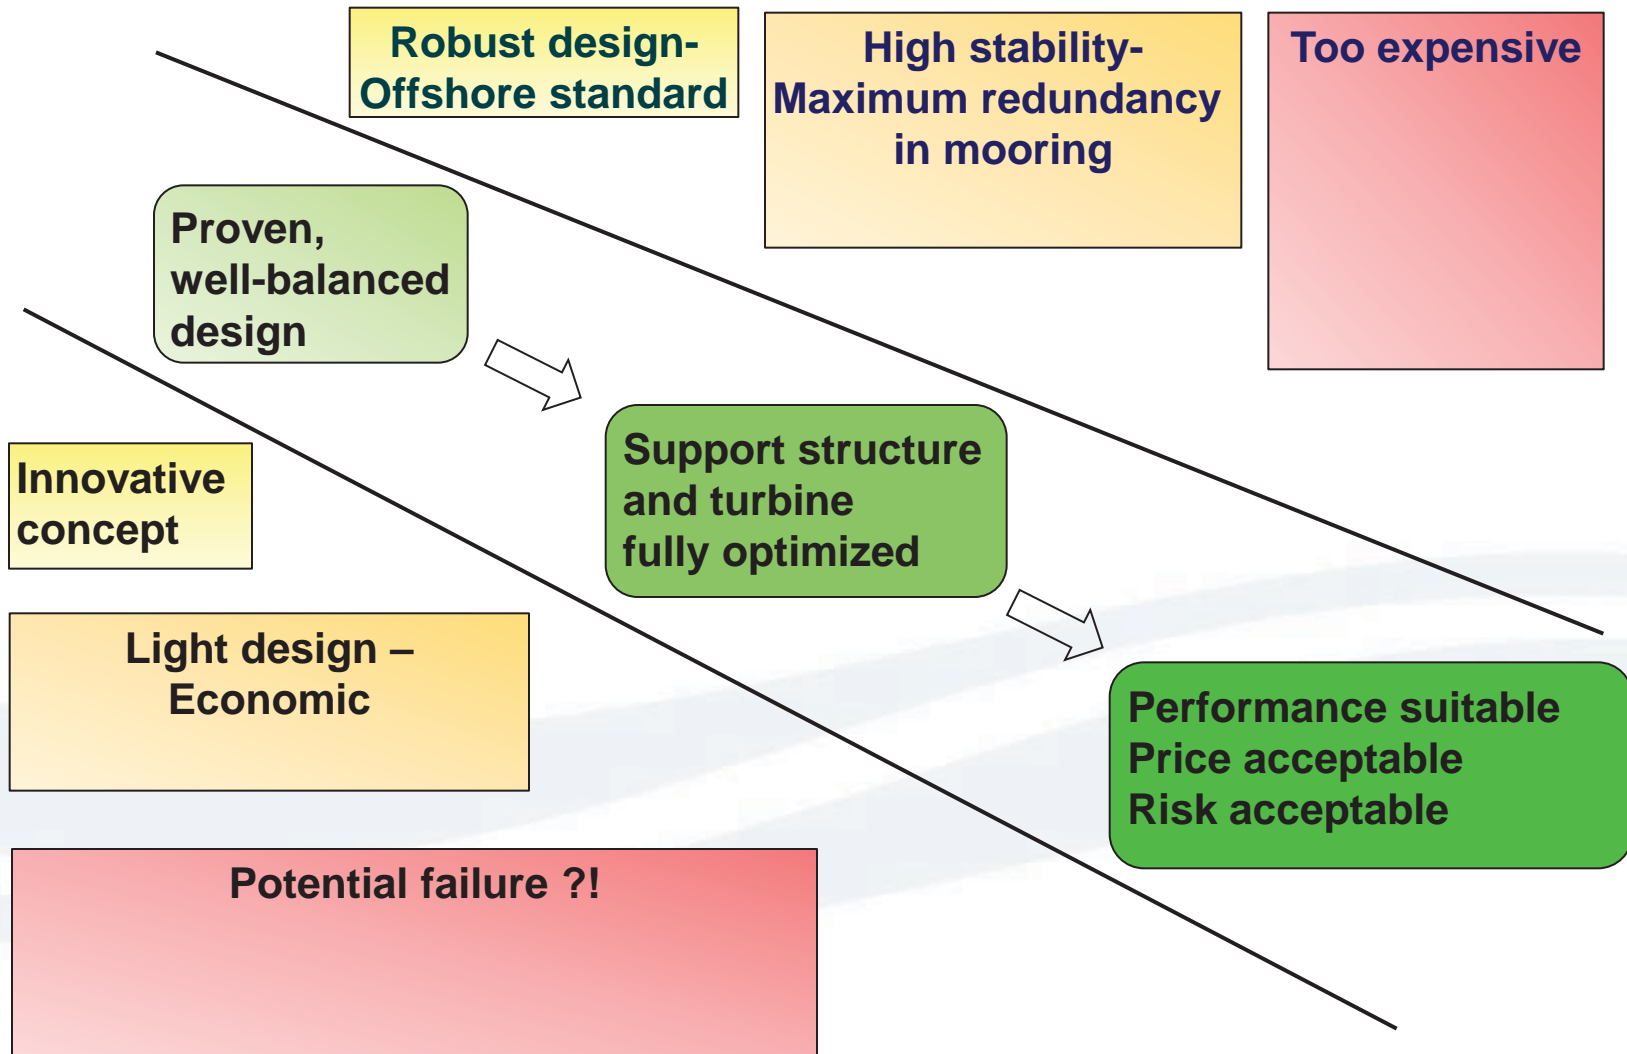 Robust design-
Offshore standard
High stability-
Maximum redundancy
in mooring
Too expensive
Proven,
well-balanced
design
Innovative
concept
Support structure
and turbine
fully optimized
Light design –
Economic
Performance suitable
Price acceptable
Risk acceptable
Potential failure ?!